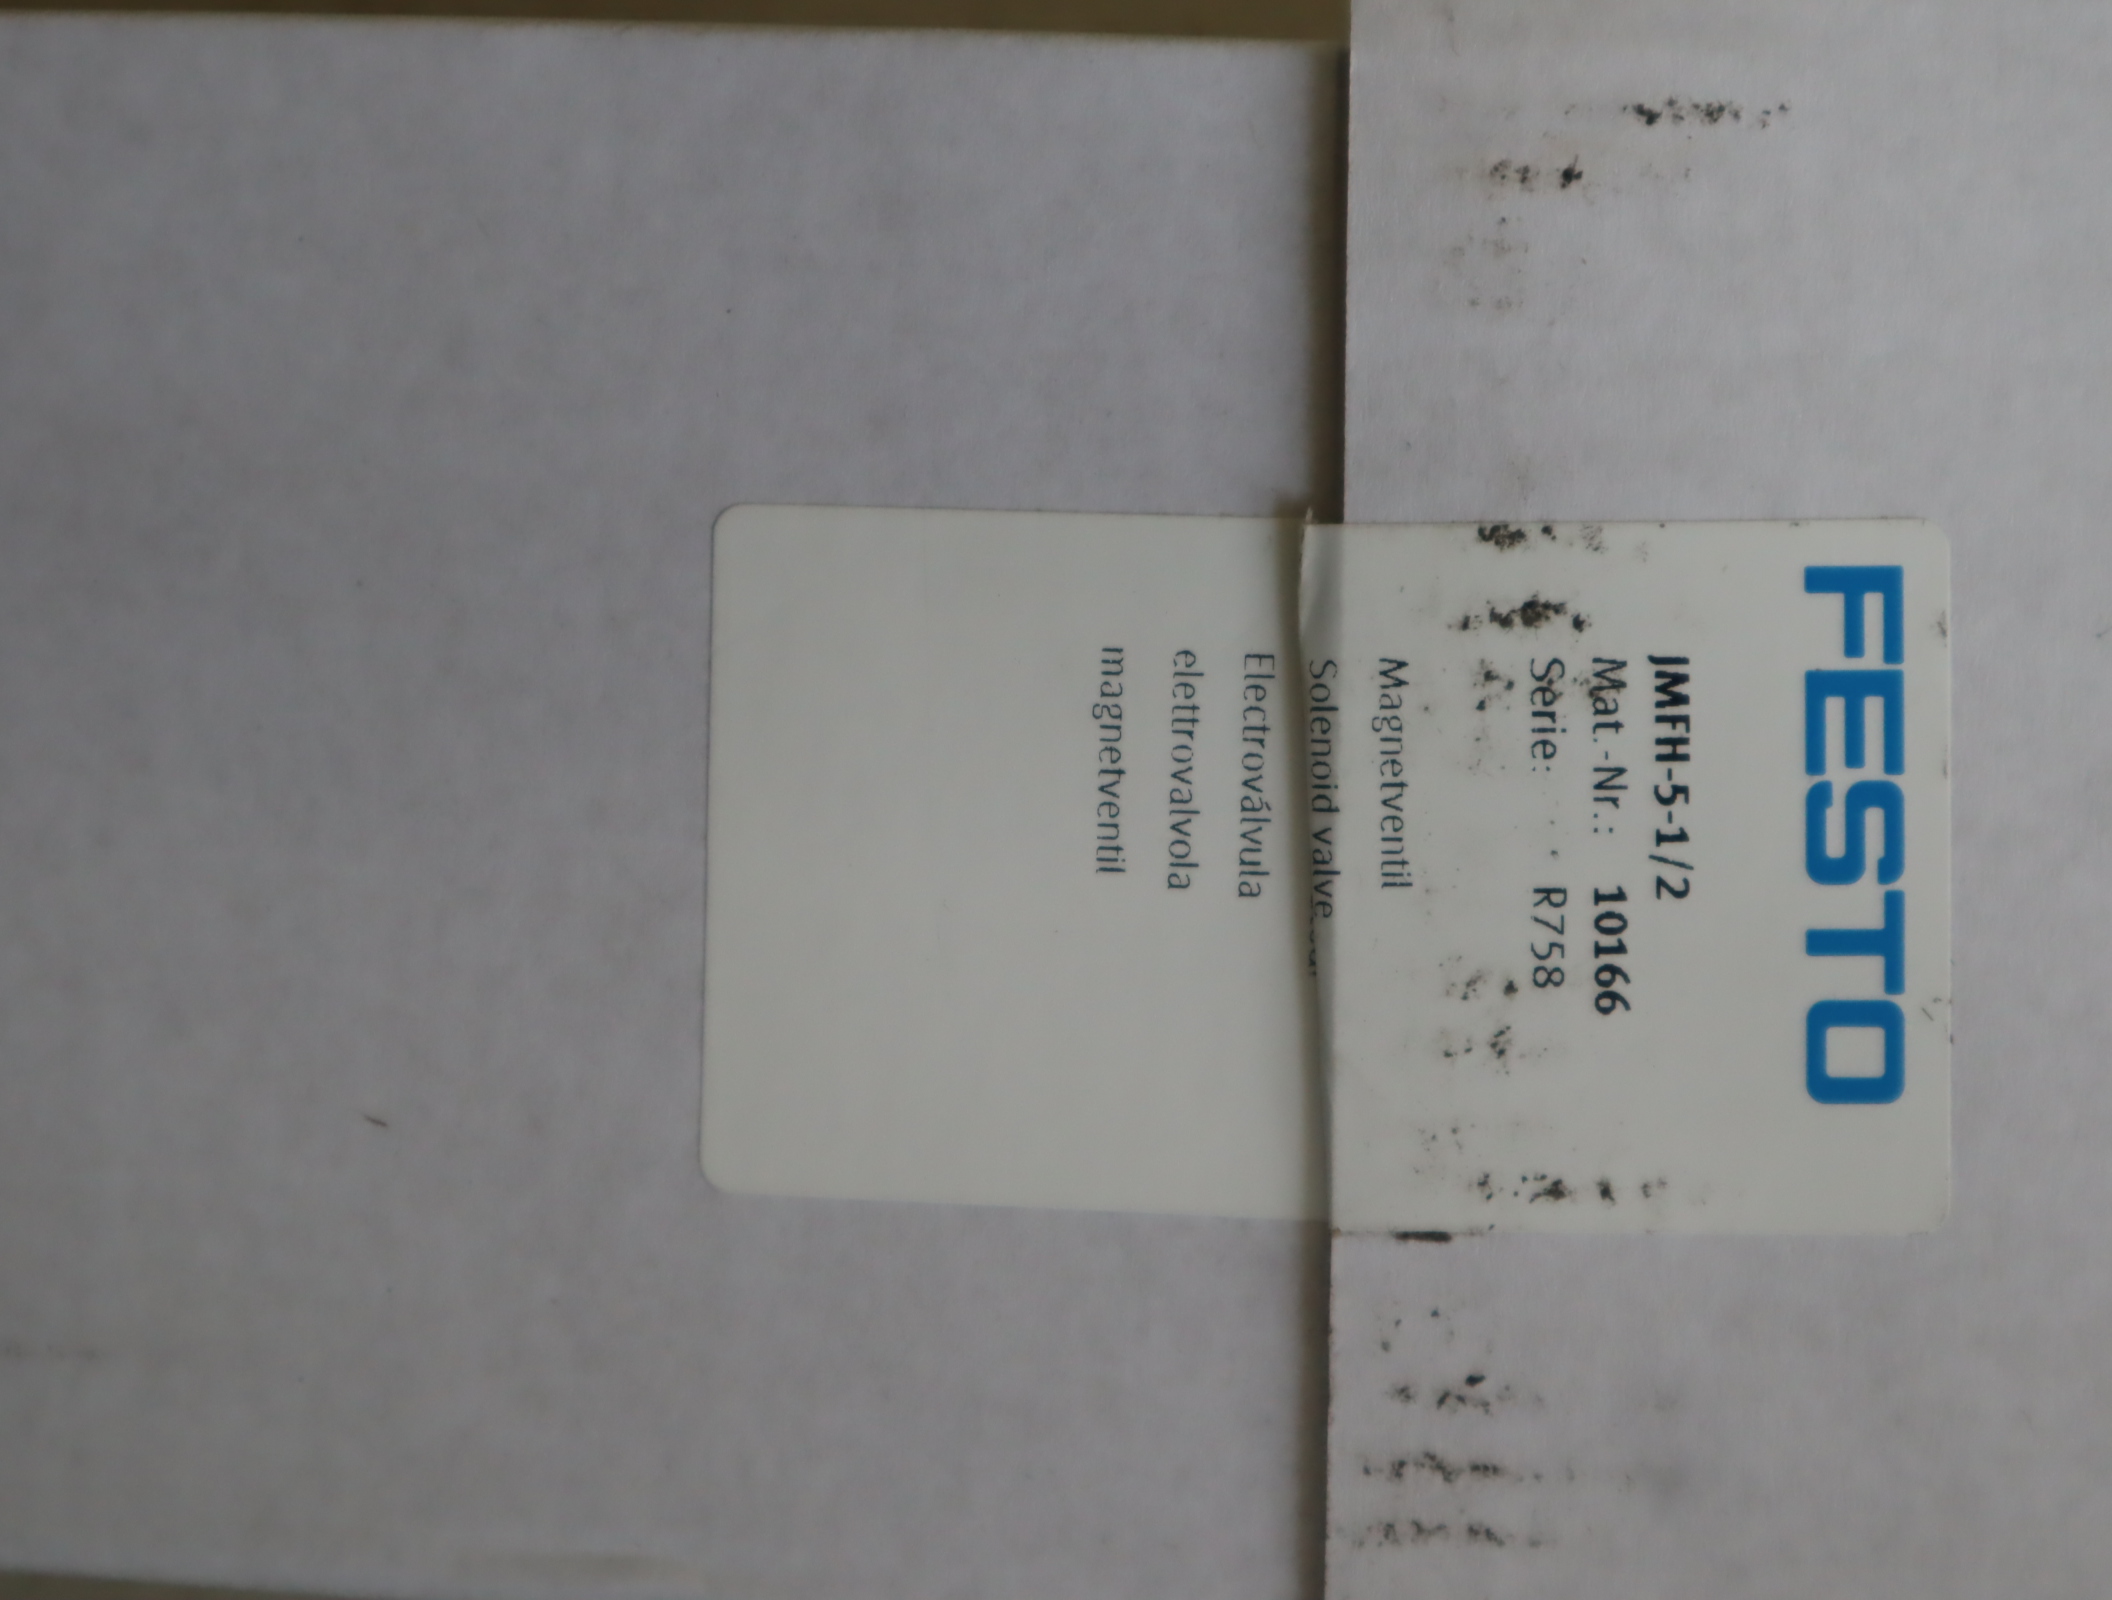 FESTO
JMFH-5-1/2
Mat.-Nr.: 10166
Serie: R758
Magnetventil
Solenoid valve
Electroválvula
elettrovalvola
magnetventil